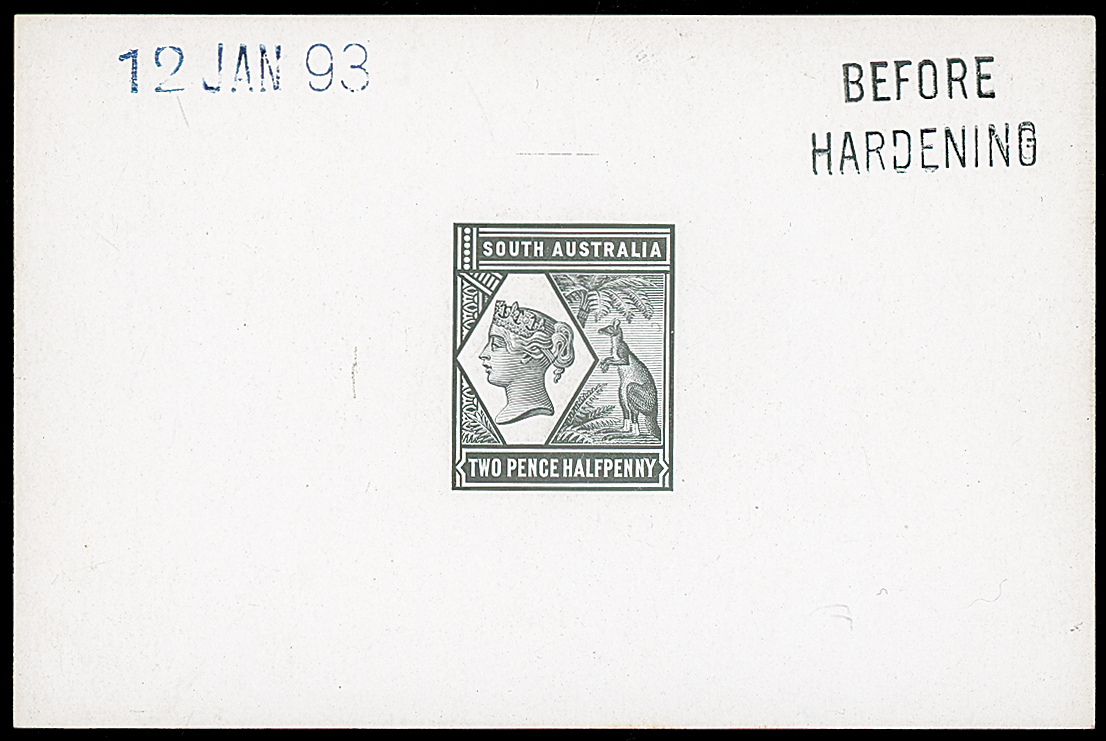 12 JAN 93
BEFORE
HARDENING
SOUTH AUSTRALIA
TWO PENCE HALFPENNY